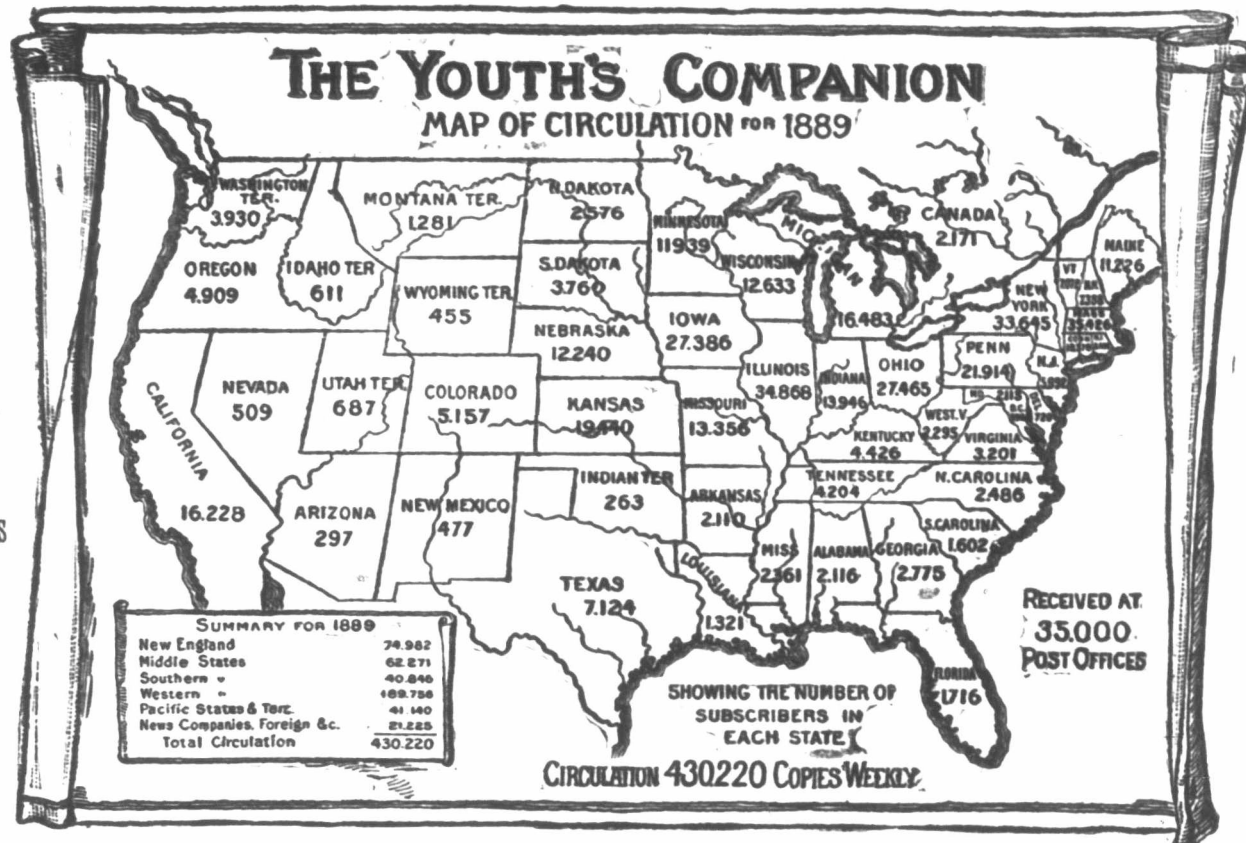 THE YOUTH'S COMPANION
MAP OF CIRCULATION FOR 1889
WASHINGTON
TER.
3.930
MONTANA TER.
1.281
N.DAKOTA
2.576
MINNESOTA
11.939
MICHIGAN
16.483
CANADA
2.171
MAINE
11.226
OREGON
4.909
IDAHO TER
611
WYOMING TER
455
S.DAKOTA
3.760
WISCONSIN
12.633
VT
NEW
YORK
33.645
MASS
35.426
NEBRASKA
12.240
IOWA
27.386
ILLINOIS
34.868
INDIANA
13.946
OHIO
27.465
PENN
21.914
CALIFORNIA
16.228
NEVADA
509
UTAH TER
687
COLORADO
5.157
KANSAS
19.440
MISSOURI
13.356
KENTUCKY
4.426
WEST.V
2.295
VIRGINIA
3.201
D.C.
ARIZONA
297
NEW MEXICO
477
INDIAN TER
263
ARKANSAS
2.110
TENNESSEE
4.204
N.CAROLINA
2.486
S.CAROLINA
1.602
TEXAS
7.124
LOUISIANA
1.321
MISS
2.361
ALABAMA
2.116
GEORGIA
2.775
FLORIDA
1.716
RECEIVED AT
35.000
POST OFFICES
SUMMARY FOR 1889
New England 74.982
Middle States 62.271
Southern " 40.846
Western " 189.756
Pacific States & Terr. 41.140
News Companies, Foreign &c. 21.225
Total Circulation 430.220
SHOWING THE NUMBER OF
SUBSCRIBERS IN
EACH STATE
CIRCULATION 430220 COPIES WEEKLY
S